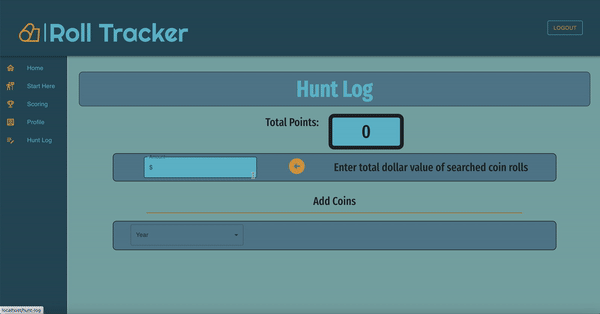 Roll Tracker
LOGOUT
Home
Start Here
Scoring
Profile
Hunt Log
Hunt Log
Total Points:
0
$
Enter total dollar value of searched coin rolls
Add Coins
Year
localhost/hunt-log